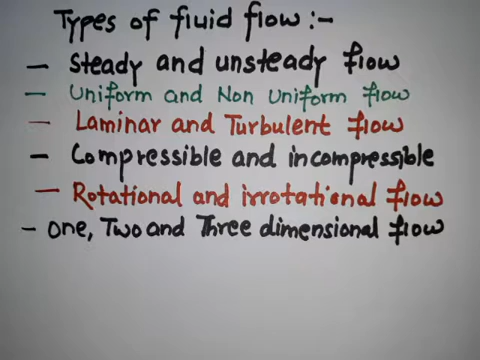 Types of fluid flow :-
- Steady and unsteady flow
- Uniform and Non Uniform flow
- Laminar and Turbulent flow
- Compressible and incompressible
- Rotational and irrotational flow
- One, Two and Three dimensional flow